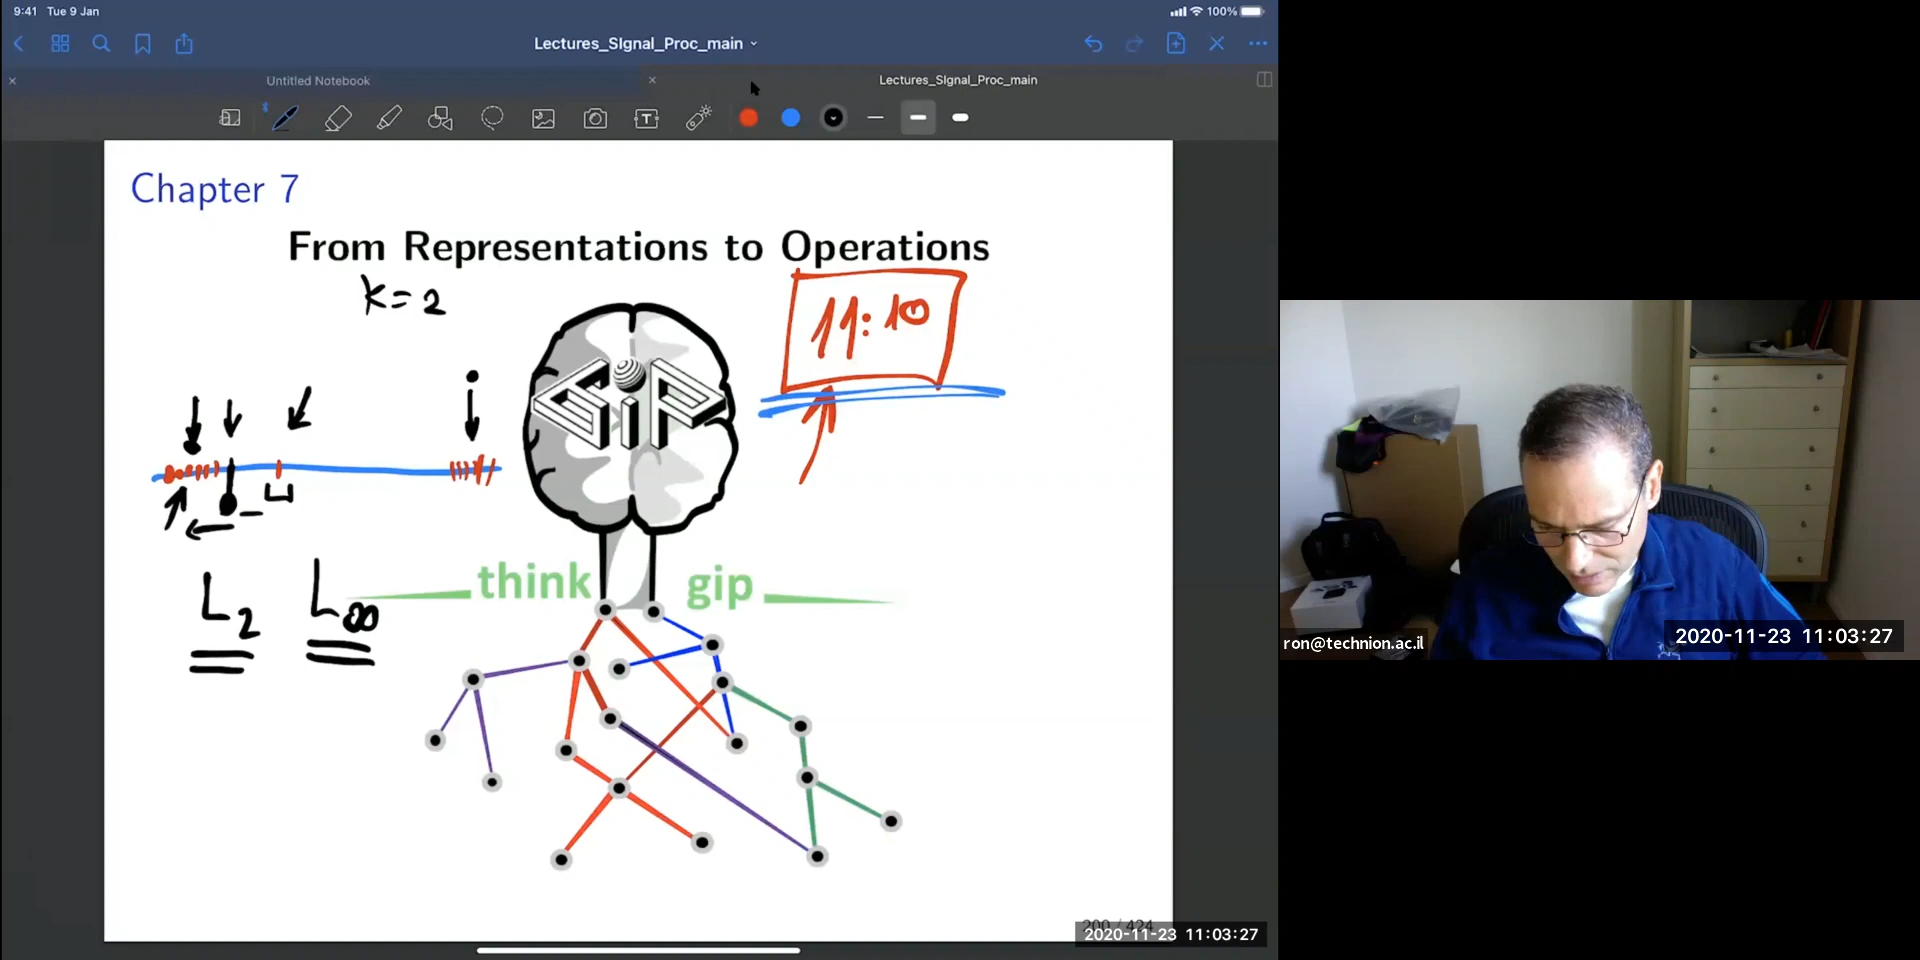 9:41 Tue 9 Jan
100%
Lectures_SIgnal_Proc_main
Untitled Notebook
Lectures_SIgnal_Proc_main
T
Chapter 7
From Representations to Operations
k=2
11:10
GiP
think gip
L2 L∞
200 / 424
2020-11-23 11:03:27
ron@technion.ac.il
2020-11-23 11:03:27